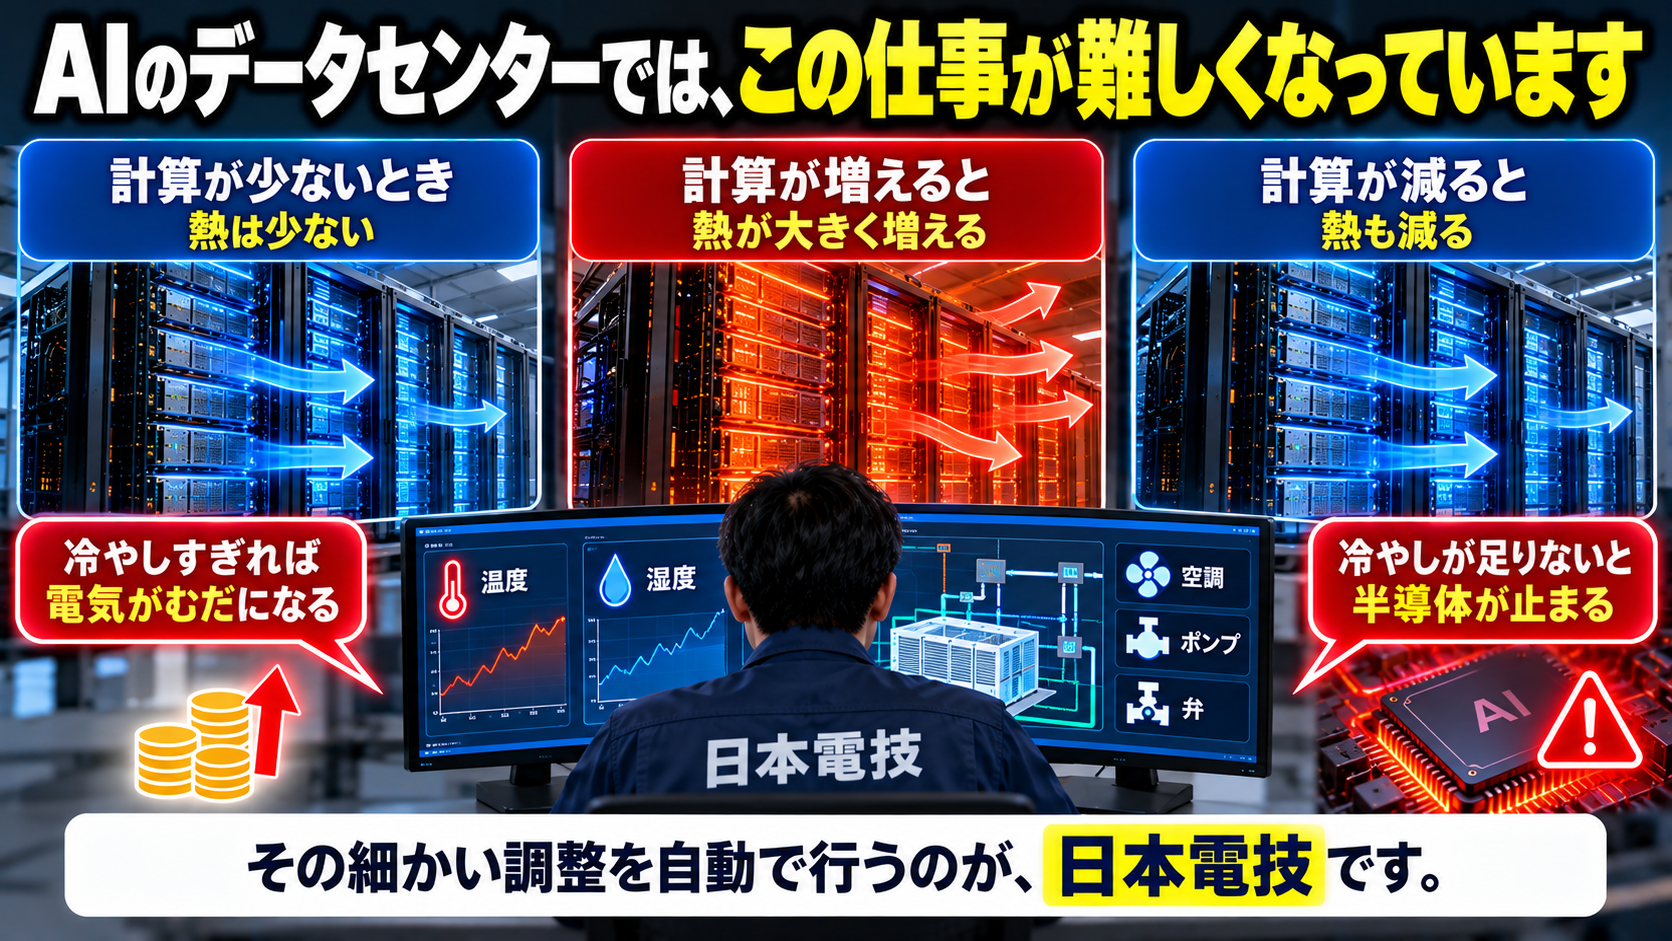 AIのデータセンターでは、この仕事が難しくなっています
計算が少ないとき
熱は少ない
計算が増えると
熱が大きく増える
計算が減ると
熱も減る
冷やしすぎれば
電気がむだになる
温度
湿度
空調
ポンプ
弁
冷やしが足りないと
半導体が止まる
AI
日本電技
その細かい調整を自動で行うのが、日本電技です。